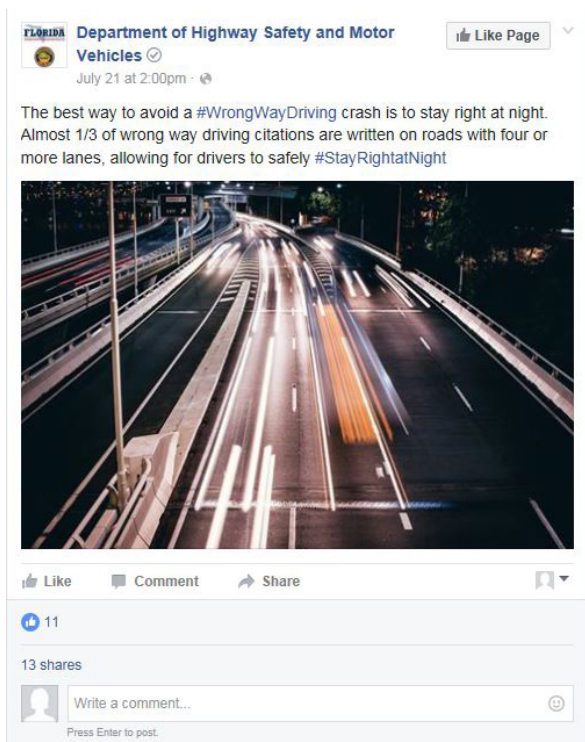 FLORIDA
Department of Highway Safety and Motor
Vehicles
Like Page
July 21 at 2:00pm ·
The best way to avoid a #WrongWayDriving crash is to stay right at night.
Almost 1/3 of wrong way driving citations are written on roads with four or
more lanes, allowing for drivers to safely #StayRightatNight
Like Comment Share
11
13 shares
Write a comment...
Press Enter to post.